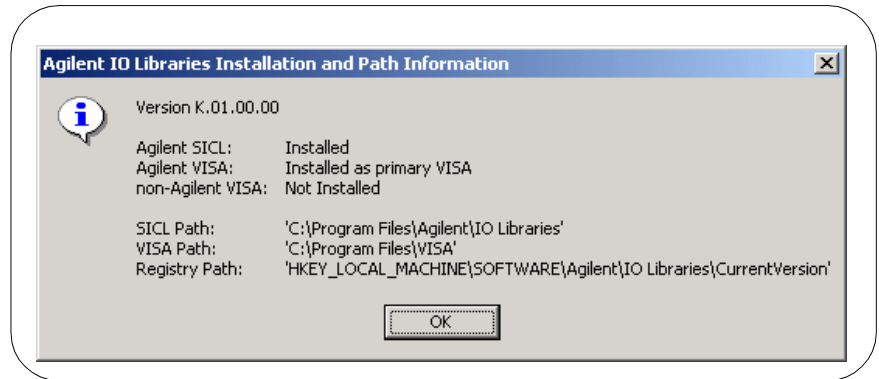 Agilent IO Libraries Installation and Path Information
Version K.01.00.00
Agilent SICL: Installed
Agilent VISA: Installed as primary VISA
non-Agilent VISA: Not Installed
SICL Path: 'C:\Program Files\Agilent\IO Libraries'
VISA Path: 'C:\Program Files\VISA'
Registry Path: 'HKEY_LOCAL_MACHINE\SOFTWARE\Agilent\IO Libraries\CurrentVersion'
OK